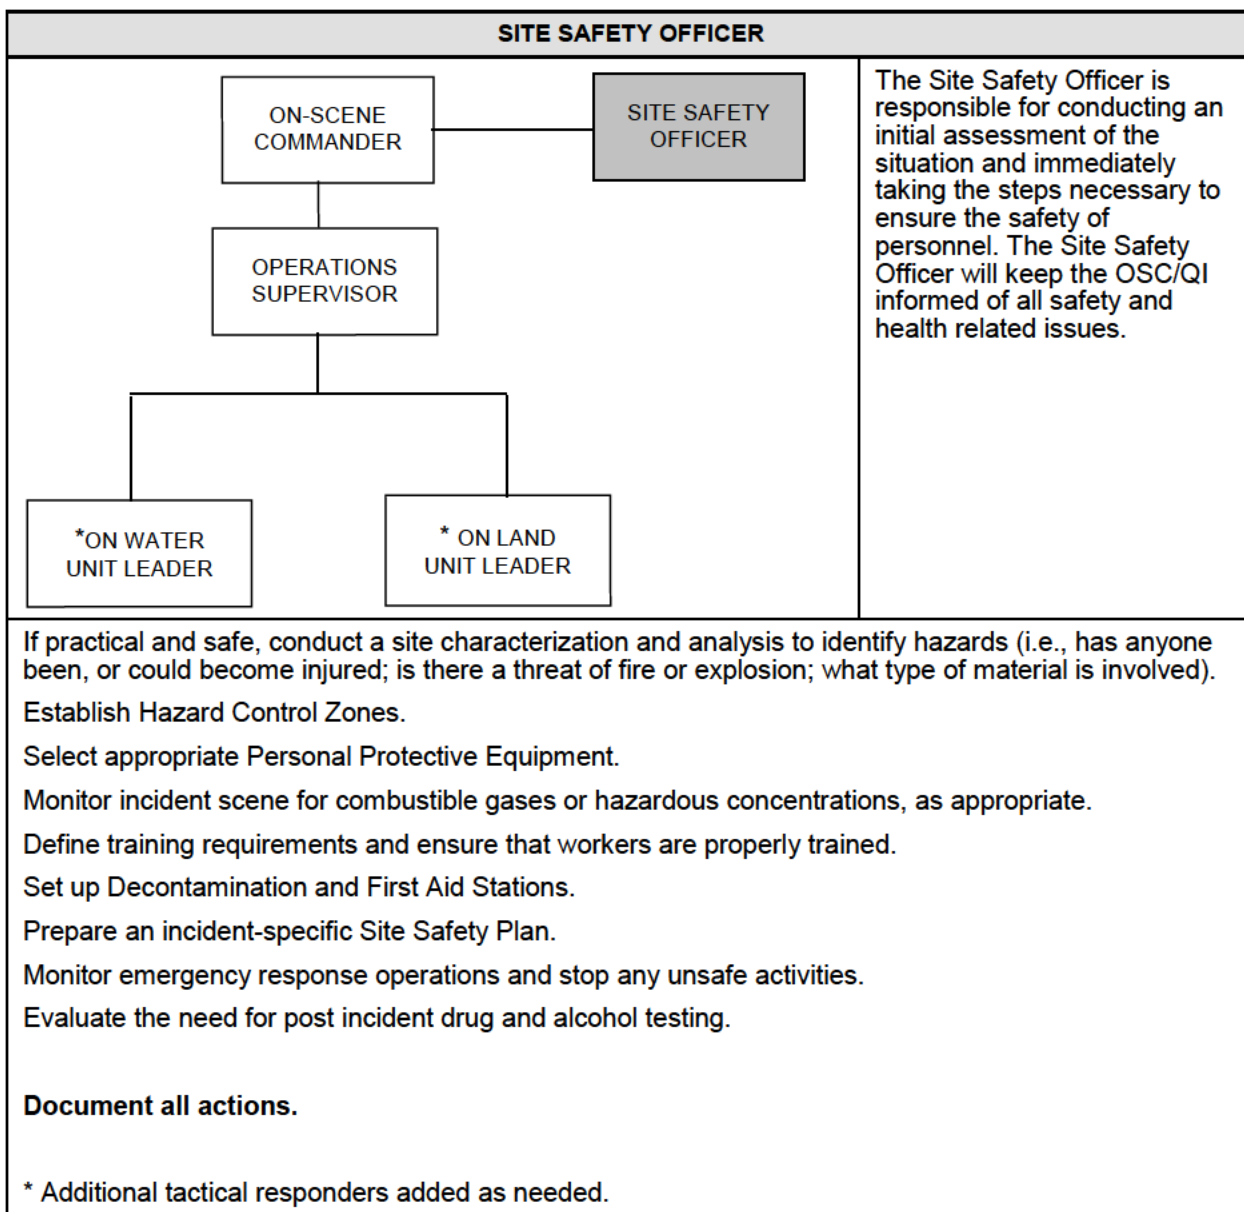 SITE SAFETY OFFICER
ON-SCENE
COMMANDER
SITE SAFETY
OFFICER
OPERATIONS
SUPERVISOR
*ON WATER
UNIT LEADER
* ON LAND
UNIT LEADER
The Site Safety Officer is
responsible for conducting an
initial assessment of the
situation and immediately
taking the steps necessary to
ensure the safety of
personnel. The Site Safety
Officer will keep the OSC/QI
informed of all safety and
health related issues.
If practical and safe, conduct a site characterization and analysis to identify hazards (i.e., has anyone
been, or could become injured; is there a threat of fire or explosion; what type of material is involved).
Establish Hazard Control Zones.
Select appropriate Personal Protective Equipment.
Monitor incident scene for combustible gases or hazardous concentrations, as appropriate.
Define training requirements and ensure that workers are properly trained.
Set up Decontamination and First Aid Stations.
Prepare an incident-specific Site Safety Plan.
Monitor emergency response operations and stop any unsafe activities.
Evaluate the need for post incident drug and alcohol testing.
Document all actions.
* Additional tactical responders added as needed.